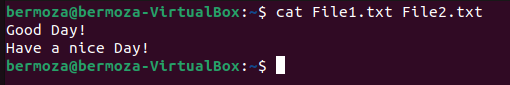 bermoza@bermoza-VirtualBox:~$ cat File1.txt File2.txt
Good Day!
Have a nice Day!
bermoza@bermoza-VirtualBox:~$